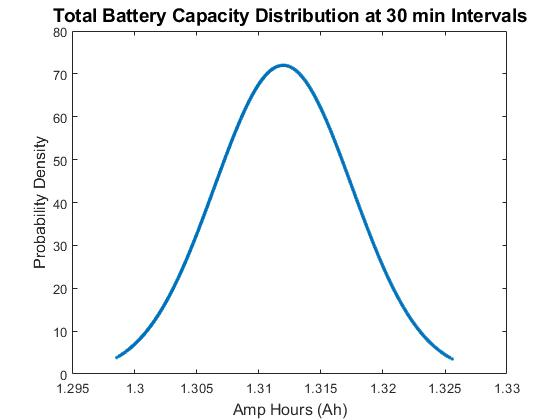 Total Battery Capacity Distribution at 30 min Intervals
80
70
60
50
40
30
20
10
0
Probability Density
1.295 1.3 1.305 1.31 1.315 1.32 1.325 1.33
Amp Hours (Ah)